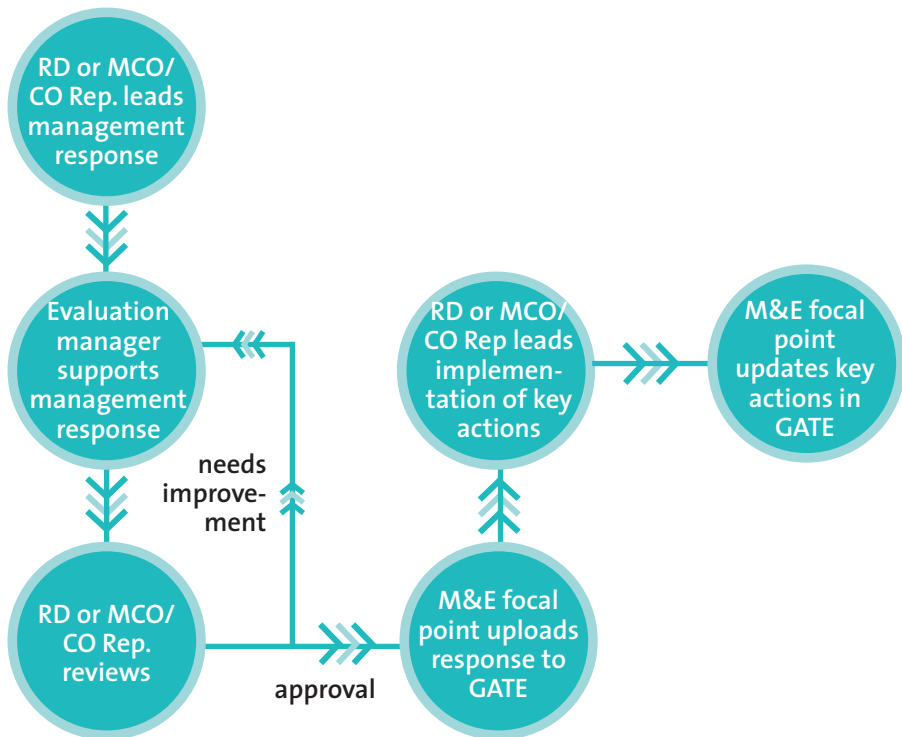 RD or MCO/
CO Rep. leads
management
response
Evaluation
manager
supports
management
response
needs
improve-
ment
RD or MCO/
CO Rep.
reviews
approval
M&E focal
point uploads
response to
GATE
RD or MCO/
CO Rep leads
implemen-
tation of key
actions
M&E focal
point
updates key
actions in
GATE